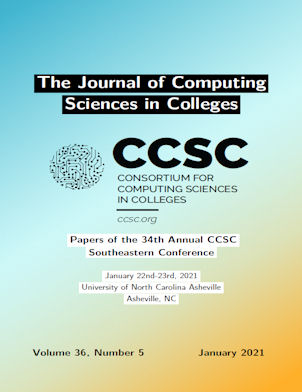 The Journal of Computing
Sciences in Colleges
CCSC
CONSORTIUM FOR
COMPUTING SCIENCES
IN COLLEGES
ccsc.org
Papers of the 34th Annual CCSC
Southeastern Conference
January 22nd-23rd, 2021
University of North Carolina Asheville
Asheville, NC
Volume 36, Number 5 January 2021